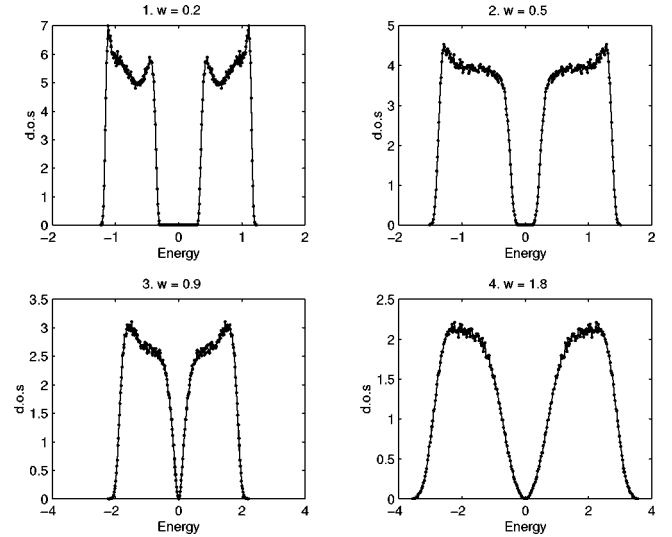 1. w = 0.2
7
6
5
4
3
2
1
0
d.o.s
−2 −1 0 1 2
Energy
2. w = 0.5
5
4
3
2
1
0
d.o.s
−2 −1 0 1 2
Energy
3. w = 0.9
3.5
3
2.5
2
1.5
1
0.5
0
d.o.s
−4 −2 0 2 4
Energy
4. w = 1.8
2.5
2
1.5
1
0.5
0
d.o.s
−4 −2 0 2 4
Energy